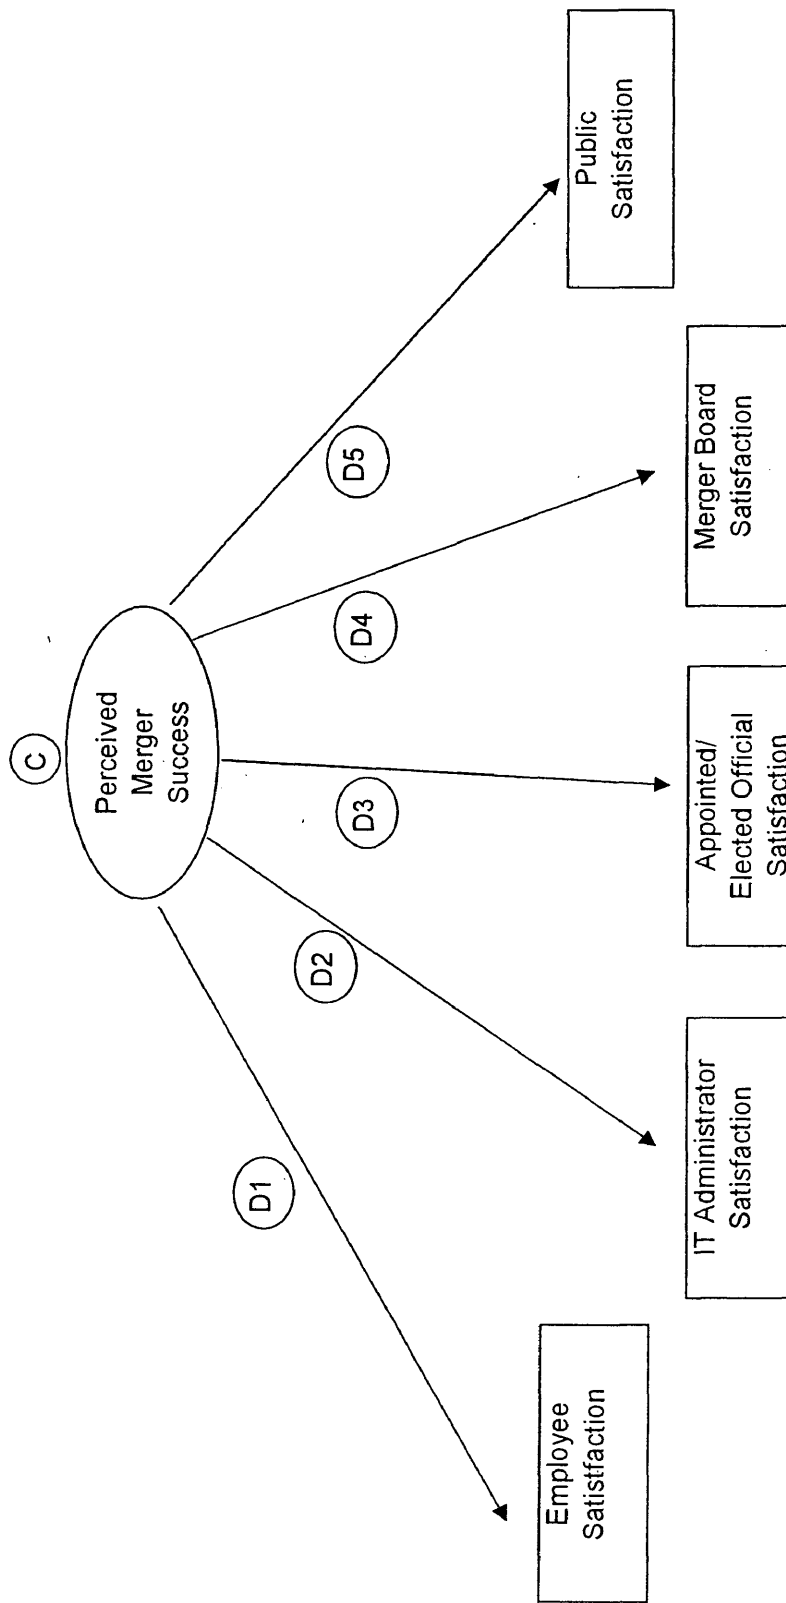 C
Perceived
Merger
Success
D1
D2
D3
D4
D5
Employee
Satistfaction
IT Administrator
Satisfaction
Appointed/
Elected Official
Satisfaction
Merger Board
Satisfaction
Public
Satisfaction